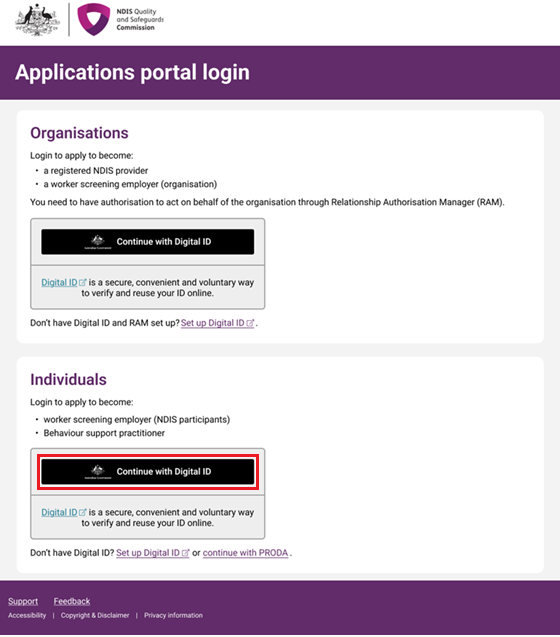 NDIS Quality
and Safeguards
Commission
Applications portal login
Organisations
Login to apply to become:
• a registered NDIS provider
• a worker screening employer (organisation)
You need to have authorisation to act on behalf of the organisation through Relationship Authorisation Manager (RAM).
Continue with Digital ID
Digital ID is a secure, convenient and voluntary way
to verify and reuse your ID online.
Don't have Digital ID and RAM set up? Set up Digital ID .
Individuals
Login to apply to become:
• worker screening employer (NDIS participants)
• Behaviour support practitioner
Continue with Digital ID
Digital ID is a secure, convenient and voluntary way
to verify and reuse your ID online.
Don't have Digital ID? Set up Digital ID or continue with PRODA .
Support Feedback
Accessibility | Copyright & Disclaimer | Privacy information